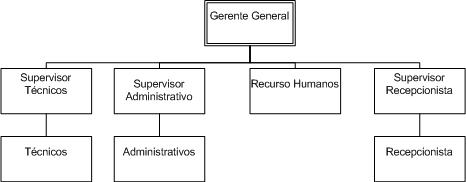 Gerente General
Supervisor
Técnicos
Supervisor
Administrativo
Recurso Humanos
Supervisor
Recepcionista
Técnicos
Administrativos
Recepcionista